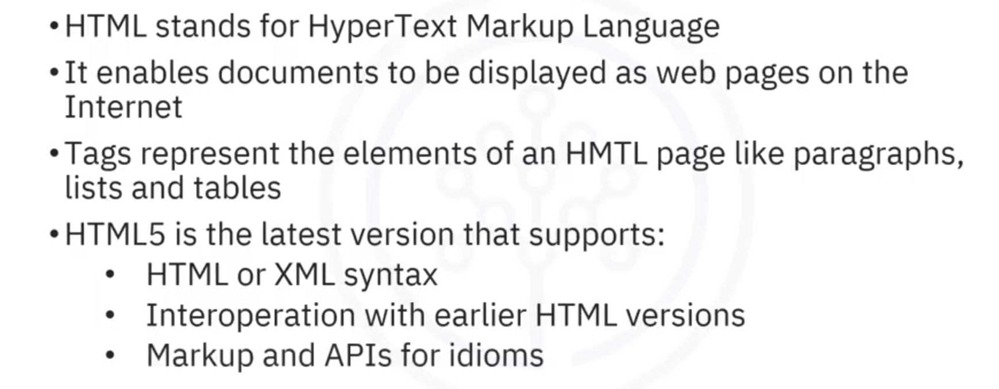 •HTML stands for HyperText Markup Language
•It enables documents to be displayed as web pages on the
Internet
•Tags represent the elements of an HMTL page like paragraphs,
lists and tables
•HTML5 is the latest version that supports:
• HTML or XML syntax
• Interoperation with earlier HTML versions
• Markup and APIs for idioms